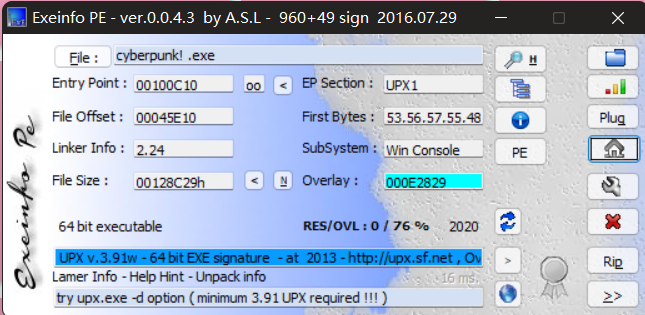 Exeinfo PE - ver.0.0.4.3 by A.S.L - 960+49 sign 2016.07.29
File : cyberpunk! .exe H
Entry Point : 00100C10 oo < EP Section : UPX1
File Offset : 00045E10 First Bytes : 53.56.57.55.48 Plug
Linker Info : 2.24 SubSystem : Win Console PE
File Size : 00128C29h < N Overlay : 000E2829
64 bit executable RES/OVL : 0 / 76 % 2020
UPX v.3.91w - 64 bit EXE signature - at 2013 - http://upx.sf.net , Ov > Rip
Lamer Info - Help Hint - Unpack info 16 ms.
try upx.exe -d option ( minimum 3.91 UPX required !!! ) >>
Exeinfo Pe